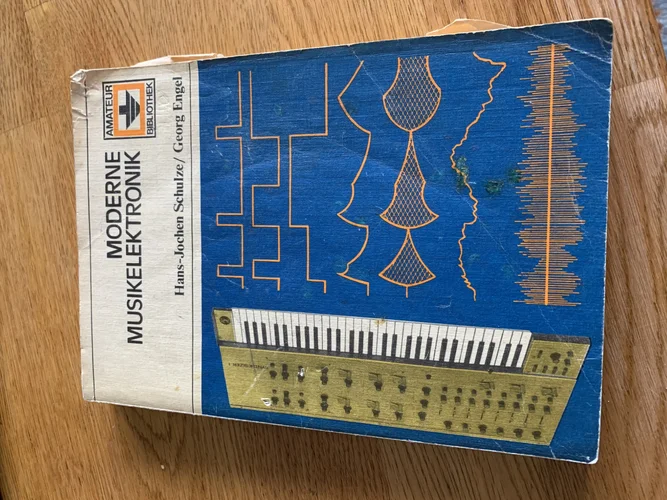 AMATEUR
BIBLIOTHEK
MODERNE
MUSIKELEKTRONIK
Hans-Jochen Schulze/ Georg Engel